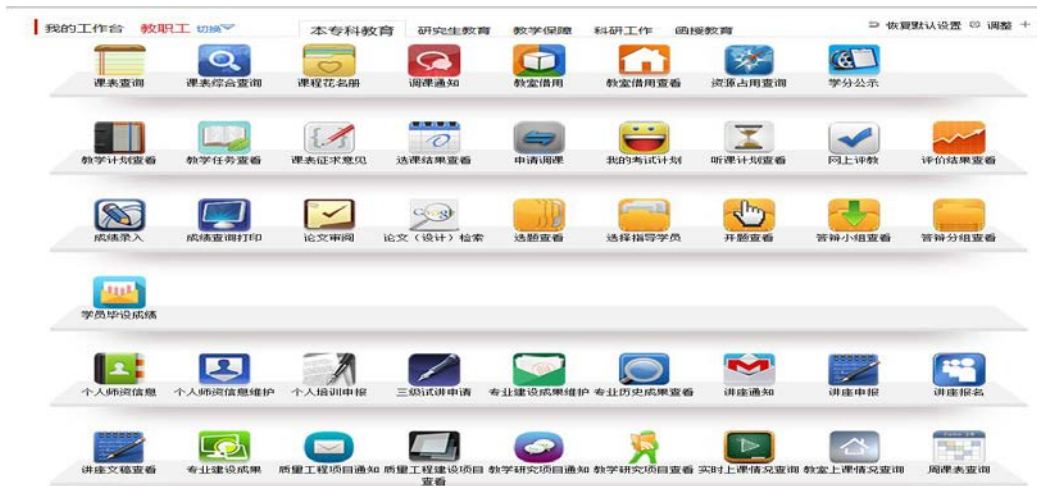 我的工作台 教职工 切换 本专科教育 研究生教育 教学保障 科研工作 函授教育 恢复默认设置 调整 +
课表查询 课表综合查询 课程花名册 调课通知 教室借用 教室借用查看 资源占用查询 学分公示
教学计划查看 教学任务查看 课表征求意见 选课结果查看 申请调课 我的考试计划 听课计划查看 网上评教 评价结果查看
成绩录入 成绩查询打印 论文审阅 论文（设计）检索 选题查看 选择指导学员 开题查看 答辩小组查看 答辩分组查看
学员毕设成绩
个人师资信息 个人师资信息维护 个人培训申报 三级试讲申请 专业建设成果维护 专业历史成果查看 讲座通知 讲座申报 讲座报名
讲座文稿查看 专业建设成果 质量工程项目通知 质量工程建设项目 教学研究项目通知 教学研究项目查看 实时上课情况查询 教室上课情况查询 周课表查询
查看